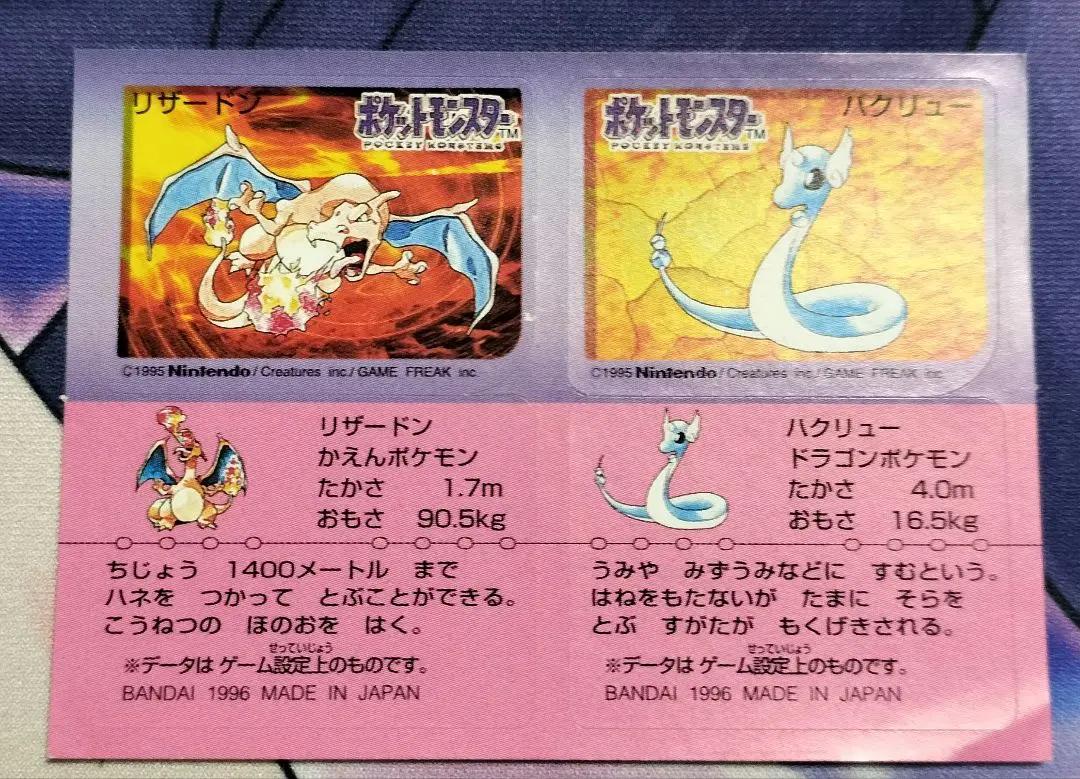 リザードン
ポケットモンスター™
POCKET MONSTERS
©1995 Nintendo/Creatures inc./GAME FREAK inc.
ポケットモンスター™
POCKET MONSTERS
ハクリュー
©1995 Nintendo/Creatures inc./GAME FREAK inc.
リザードン
かえんポケモン
たかさ 1.7m
おもさ 90.5kg
ちじょう 1400メートル まで
ハネを つかって とぶことができる。
こうねつの ほのおを はく。
せっていじょう
※データは ゲーム設定上のものです。
BANDAI 1996 MADE IN JAPAN
ハクリュー
ドラゴンポケモン
たかさ 4.0m
おもさ 16.5kg
うみや みずうみなどに すむという。
はねをもたないが たまに そらを
とぶ すがたが もくげきされる。
せっていじょう
※データは ゲーム設定上のものです。
BANDAI 1996 MADE IN JAPAN